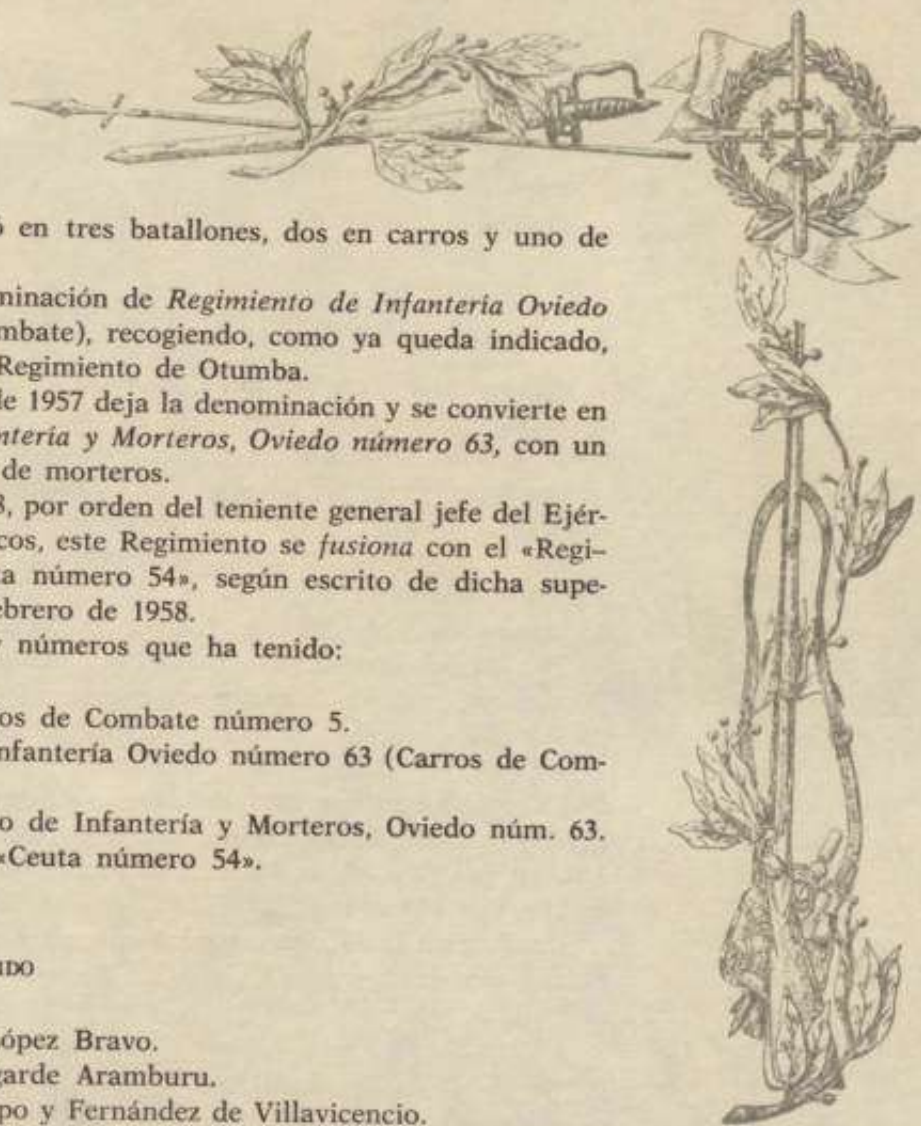 ó en tres batallones, dos en carros y uno de
minación de Regimiento de Infantería Oviedo
mbate), recogiendo, como ya queda indicado,
Regimiento de Otumba.
de 1957 deja la denominación y se convierte en
ntería y Morteros, Oviedo número 63, con un
de morteros.
8, por orden del teniente general jefe del Ejér-
cos, este Regimiento se fusiona con el «Regi-
ta número 54», según escrito de dicha supe-
ebrero de 1958.
y números que ha tenido:
os de Combate número 5.
nfantería Oviedo número 63 (Carros de Com-
o de Infantería y Morteros, Oviedo núm. 63.
«Ceuta número 54».
IDO
ópez Bravo.
garde Aramburu.
po y Fernández de Villavicencio.